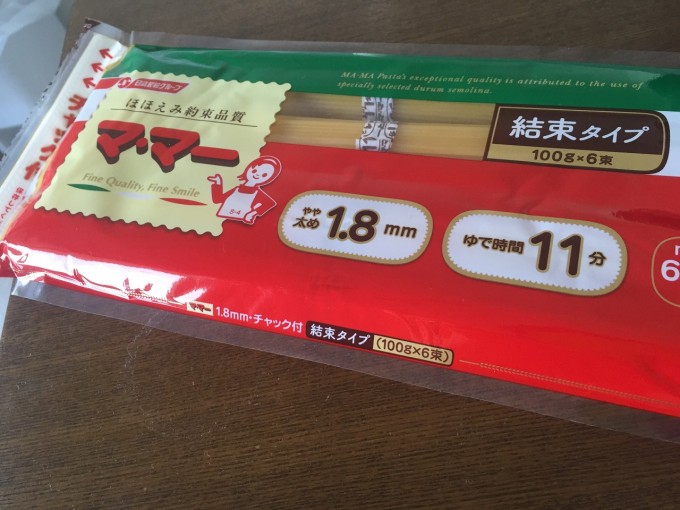 MA·MA Pasta's exceptional quality is attributed to the use of
specially selected durum semolina.
日清製粉グループ
ほほえみ約束品質
マ・マー
Fine Quality, Fine Smile
結束タイプ
100g×6束
やや
太め
1.8mm
ゆで時間 11分
6
マ・マー 1.8mm・チャック付 結束タイプ (100g×6束)